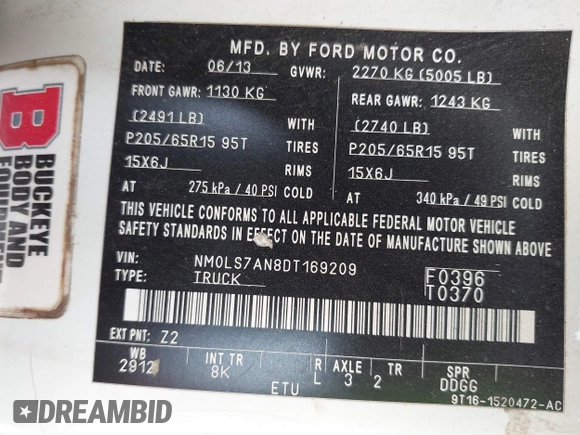 MFD. BY FORD MOTOR CO.
DATE: 06/13 GVWR: 2270 KG (5005 LB)
FRONT GAWR: 1130 KG REAR GAWR: 1243 KG
(2491 LB) WITH (2740 LB) WITH
P205/65R15 95T TIRES P205/65R15 95T TIRES
15X6J RIMS 15X6J RIMS
AT 275 kPa / 40 PSI COLD AT 340 kPa / 49 PSI COLD
THIS VEHICLE CONFORMS TO ALL APPLICABLE FEDERAL MOTOR VEHICLE
SAFETY STANDARDS IN EFFECT ON THE DATE OF MANUFACTURE SHOWN ABOVE
VIN: NM0LS7AN8DT169209 F0396
TYPE: TRUCK T0370
EXT PNT: Z2
WB INT TR R AXLE TR SPR
2912 8K L 3 2 DDGG
ETU 9T16-1520472-AC
B
BUCKEYE
BODY AND
EQUIPMENT
DREAMBID